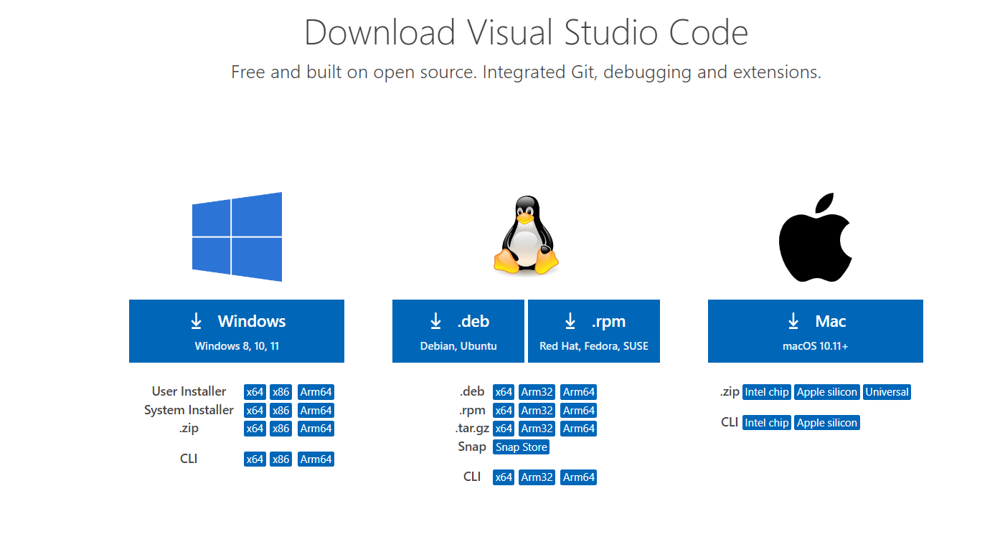 Download Visual Studio Code
Free and built on open source. Integrated Git, debugging and extensions.
Windows
Windows 8, 10, 11
User Installer x64 x86 Arm64
System Installer x64 x86 Arm64
.zip x64 x86 Arm64
CLI x64 x86 Arm64
.deb
Debian, Ubuntu
.rpm
Red Hat, Fedora, SUSE
.deb x64 Arm32 Arm64
.rpm x64 Arm32 Arm64
.tar.gz x64 Arm32 Arm64
Snap Snap Store
CLI x64 Arm32 Arm64
Mac
macOS 10.11+
.zip Intel chip Apple silicon Universal
CLI Intel chip Apple silicon